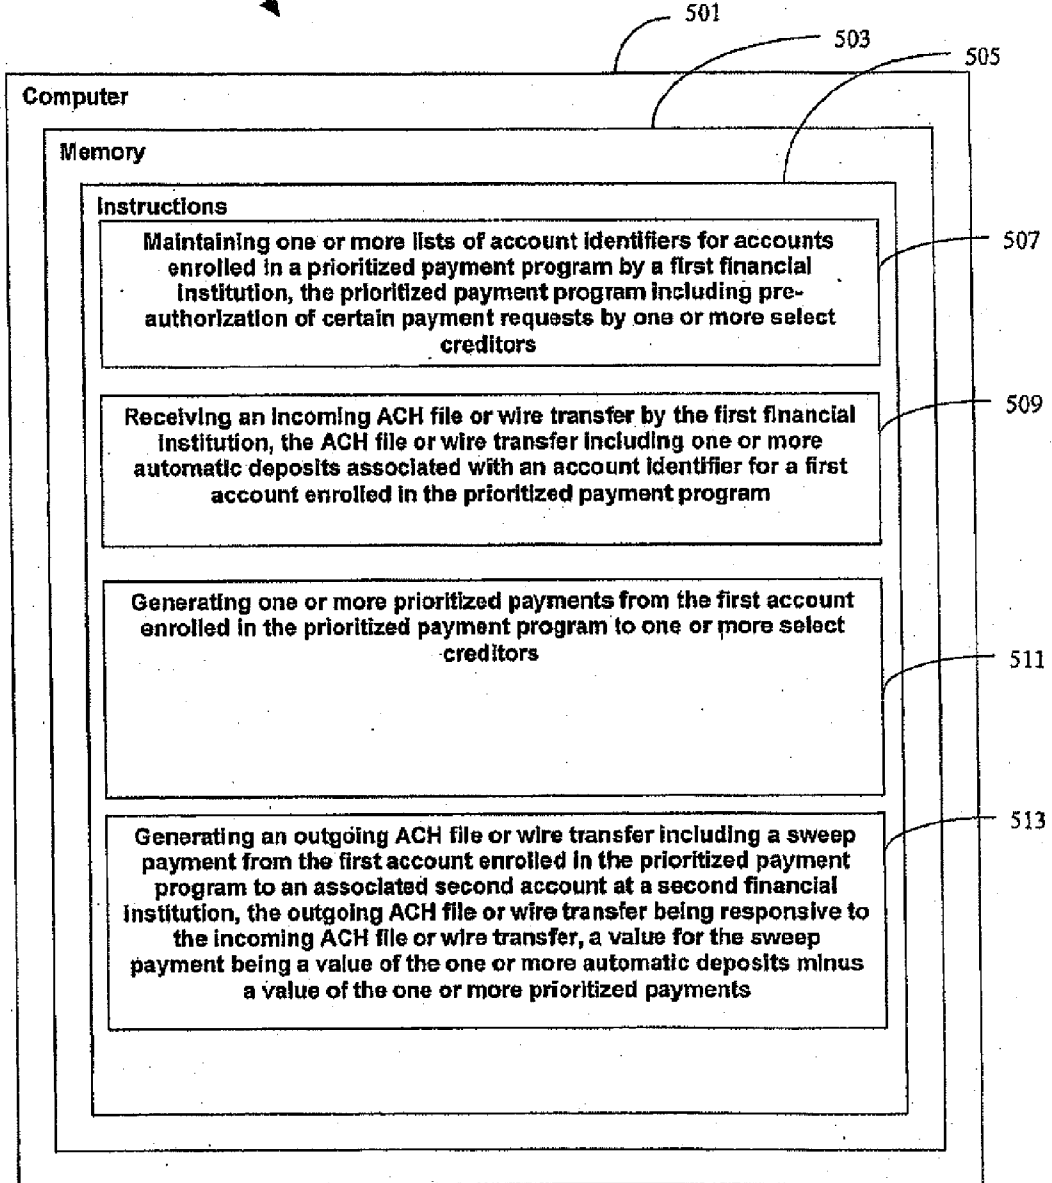 501
503
505
Computer
Memory
Instructions
Maintaining one or more lists of account identifiers for accounts
enrolled in a prioritized payment program by a first financial
institution, the prioritized payment program including pre-
authorization of certain payment requests by one or more select
creditors
507
Receiving an incoming ACH file or wire transfer by the first financial
institution, the ACH file or wire transfer including one or more
automatic deposits associated with an account identifier for a first
account enrolled in the prioritized payment program
509
Generating one or more prioritized payments from the first account
enrolled in the prioritized payment program to one or more select
creditors
511
Generating an outgoing ACH file or wire transfer including a sweep
payment from the first account enrolled in the prioritized payment
program to an associated second account at a second financial
institution, the outgoing ACH file or wire transfer being responsive to
the incoming ACH file or wire transfer, a value for the sweep
payment being a value of the one or more automatic deposits minus
a value of the one or more prioritized payments
513